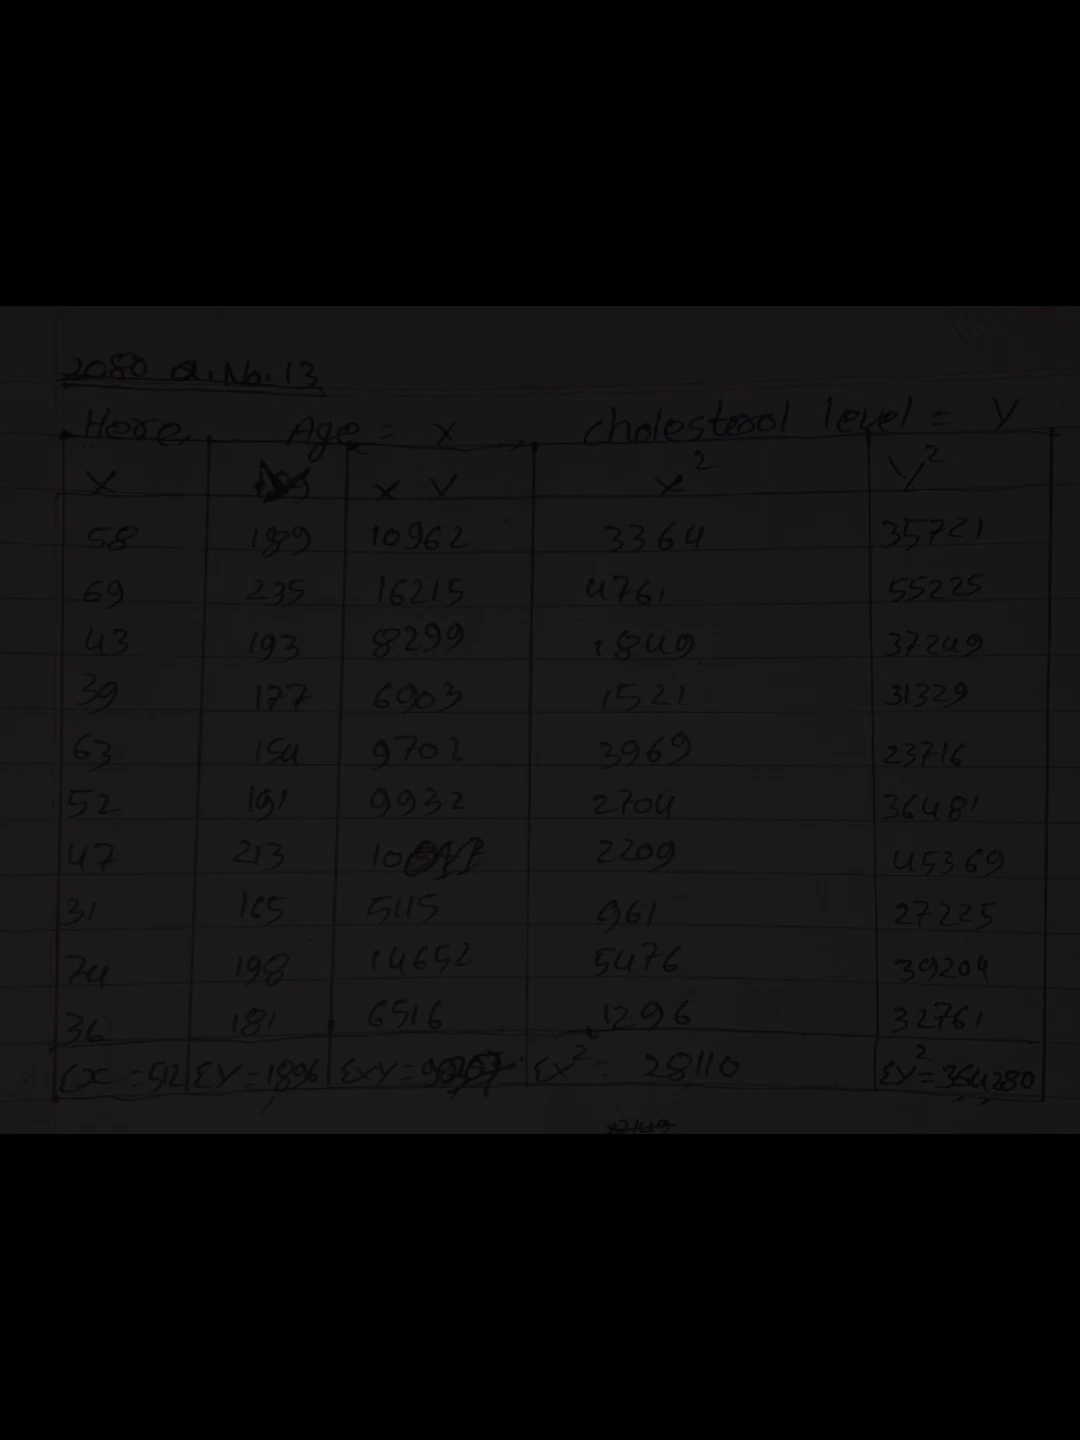 2080 Q. No. 13
Here, Age = x cholesterol level = y
x x y x² y²
58 189 10962 3364 35721
69 235 16215 4761 55225
43 193 8299 1849 37249
39 177 6903 1521 31329
63 154 9702 3969 23716
52 191 9932 2704 36481
47 213 2209 45369
31 165 5115 961 27225
74 198 14652 5476 39204
36 181 6516 1296 32761
Σx = 512 Σy = 1896 Σxy = Σx² = 28110 Σy² = 364280